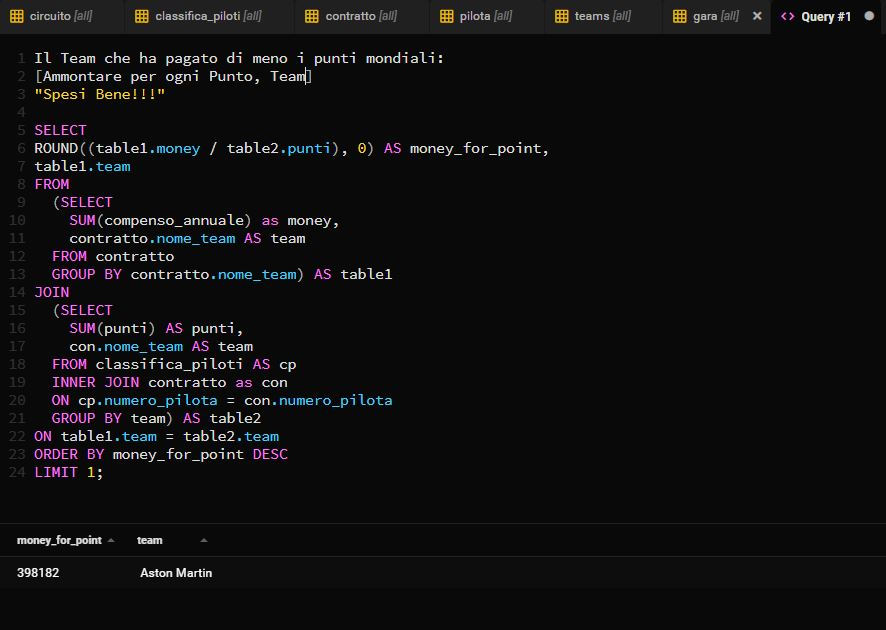 circuito [all] classifica_piloti [all] contratto [all] pilota [all] teams [all] gara [all] × <> Query #1
1 Il Team che ha pagato di meno i punti mondiali:
2 [Ammontare per ogni Punto, Team]
3 "Spesi Bene!!!"
4
5 SELECT
6 ROUND((table1.money / table2.punti), 0) AS money_for_point,
7 table1.team
8 FROM
9 (SELECT
10 SUM(compenso_annuale) as money,
11 contratto.nome_team AS team
12 FROM contratto
13 GROUP BY contratto.nome_team) AS table1
14 JOIN
15 (SELECT
16 SUM(punti) AS punti,
17 con.nome_team AS team
18 FROM classifica_piloti AS cp
19 INNER JOIN contratto as con
20 ON cp.numero_pilota = con.numero_pilota
21 GROUP BY team) AS table2
22 ON table1.team = table2.team
23 ORDER BY money_for_point DESC
24 LIMIT 1;
money_for_point team
398182 Aston Martin